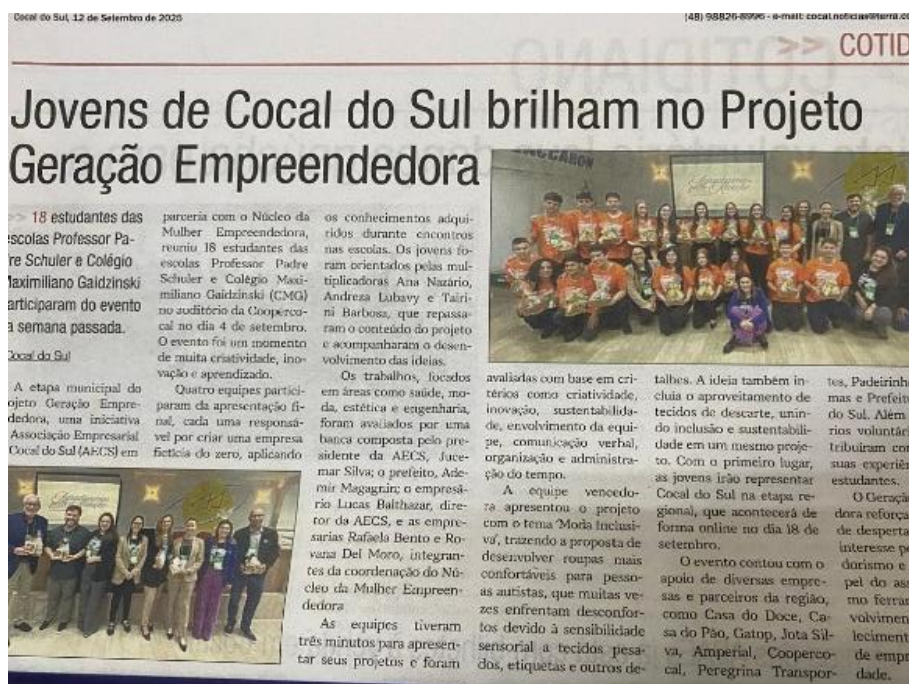 Cocal do Sul, 12 de Setembro de 2025
(48) 98826-8996 - e-mail:
>> COTID
Jovens de Cocal do Sul brilham no Projeto
Geração Empreendedora
>> 18 estudantes das
escolas Professor Pa-
re Schuler e Colégio
Maximiliano Gaidzinski
articiparam do evento
a semana passada.
Cocal do Sul
A etapa municipal do
ojeto Geração Empre-
dedora, uma iniciativa
Associação Empresarial
Cocal do Sul (AECS) em
parceria com o Núcleo da
Mulher Empreendedora,
reuniu 18 estudantes das
escolas Professor Padre
Schuler e Colégio Maxi-
miliano Gaidzinski (CMG)
no auditório da Cooperco-
cal no dia 4 de setembro.
O evento foi um momento
de muita criatividade, ino-
vação e aprendizado.
Quatro equipes partici-
param da apresentação fi-
nal, cada uma responsá-
vel por criar uma empresa
fictícia do zero, aplicando
os conhecimentos adqui-
ridos durante encontros
nas escolas. Os jovens fo-
ram orientados pelas mul-
tiplicadoras Ana Nazário,
Andreza Lubavy e Tairi-
ni Barbosa, que repassa-
ram o conteúdo do projeto
e acompanharam o desen-
volvimento das ideias.
Os trabalhos, focados
em áreas como saúde, mo-
da, estética e engenharia,
foram avaliados por uma
banca composta pelo pre-
sidente da AECS, Juce-
mar Silva; o prefeito, Ade-
mir Magagnin; o empresá-
rio Lucas Balthazar, dire-
tor da AECS, e as empre-
sárias Rafaela Bento e Ro-
vana Del Moro, integran-
tes da coordenação do Nú-
cleo da Mulher Empreen-
dedora
As equipes tiveram
três minutos para apresen-
tar seus projetos e foram
avaliadas com base em cri-
térios como criatividade,
inovação, sustentabilida-
de, envolvimento da equi-
pe, comunicação verbal,
organização e administra-
ção do tempo.
A equipe vencedo-
ra apresentou o projeto
com o tema 'Moda Inclusi-
va', trazendo a proposta de
desenvolver roupas mais
confortáveis para pesso-
as autistas, que muitas ve-
zes enfrentam desconfor-
tos devido à sensibilidade
sensorial a tecidos pesa-
dos, etiquetas e outros de-
talhes. A ideia também in-
cluía o aproveitamento de
tecidos de descarte, unin-
do inclusão e sustentabili-
dade em um mesmo proje-
to. Com o primeiro lugar,
as jovens irão representar
Cocal do Sul na etapa re-
gional, que acontecerá de
forma online no dia 18 de
setembro.
O evento contou com o
apoio de diversas empre-
sas e parceiros da região,
como Casa do Doce, Ca-
sa do Pão, Gatop, Jota Sil-
va, Amperial, Cooperco-
cal, Peregrina Transpor-
tes, Padeirinh
mas e Prefeit
do Sul. Além
rios voluntár
tribuíram con
suas experiên
estudantes.
O Geraçã
dora reforça
de desperta
interesse pe
dorismo e
pel do ass
mo ferra
volvimen
leciment
de empr
dade.